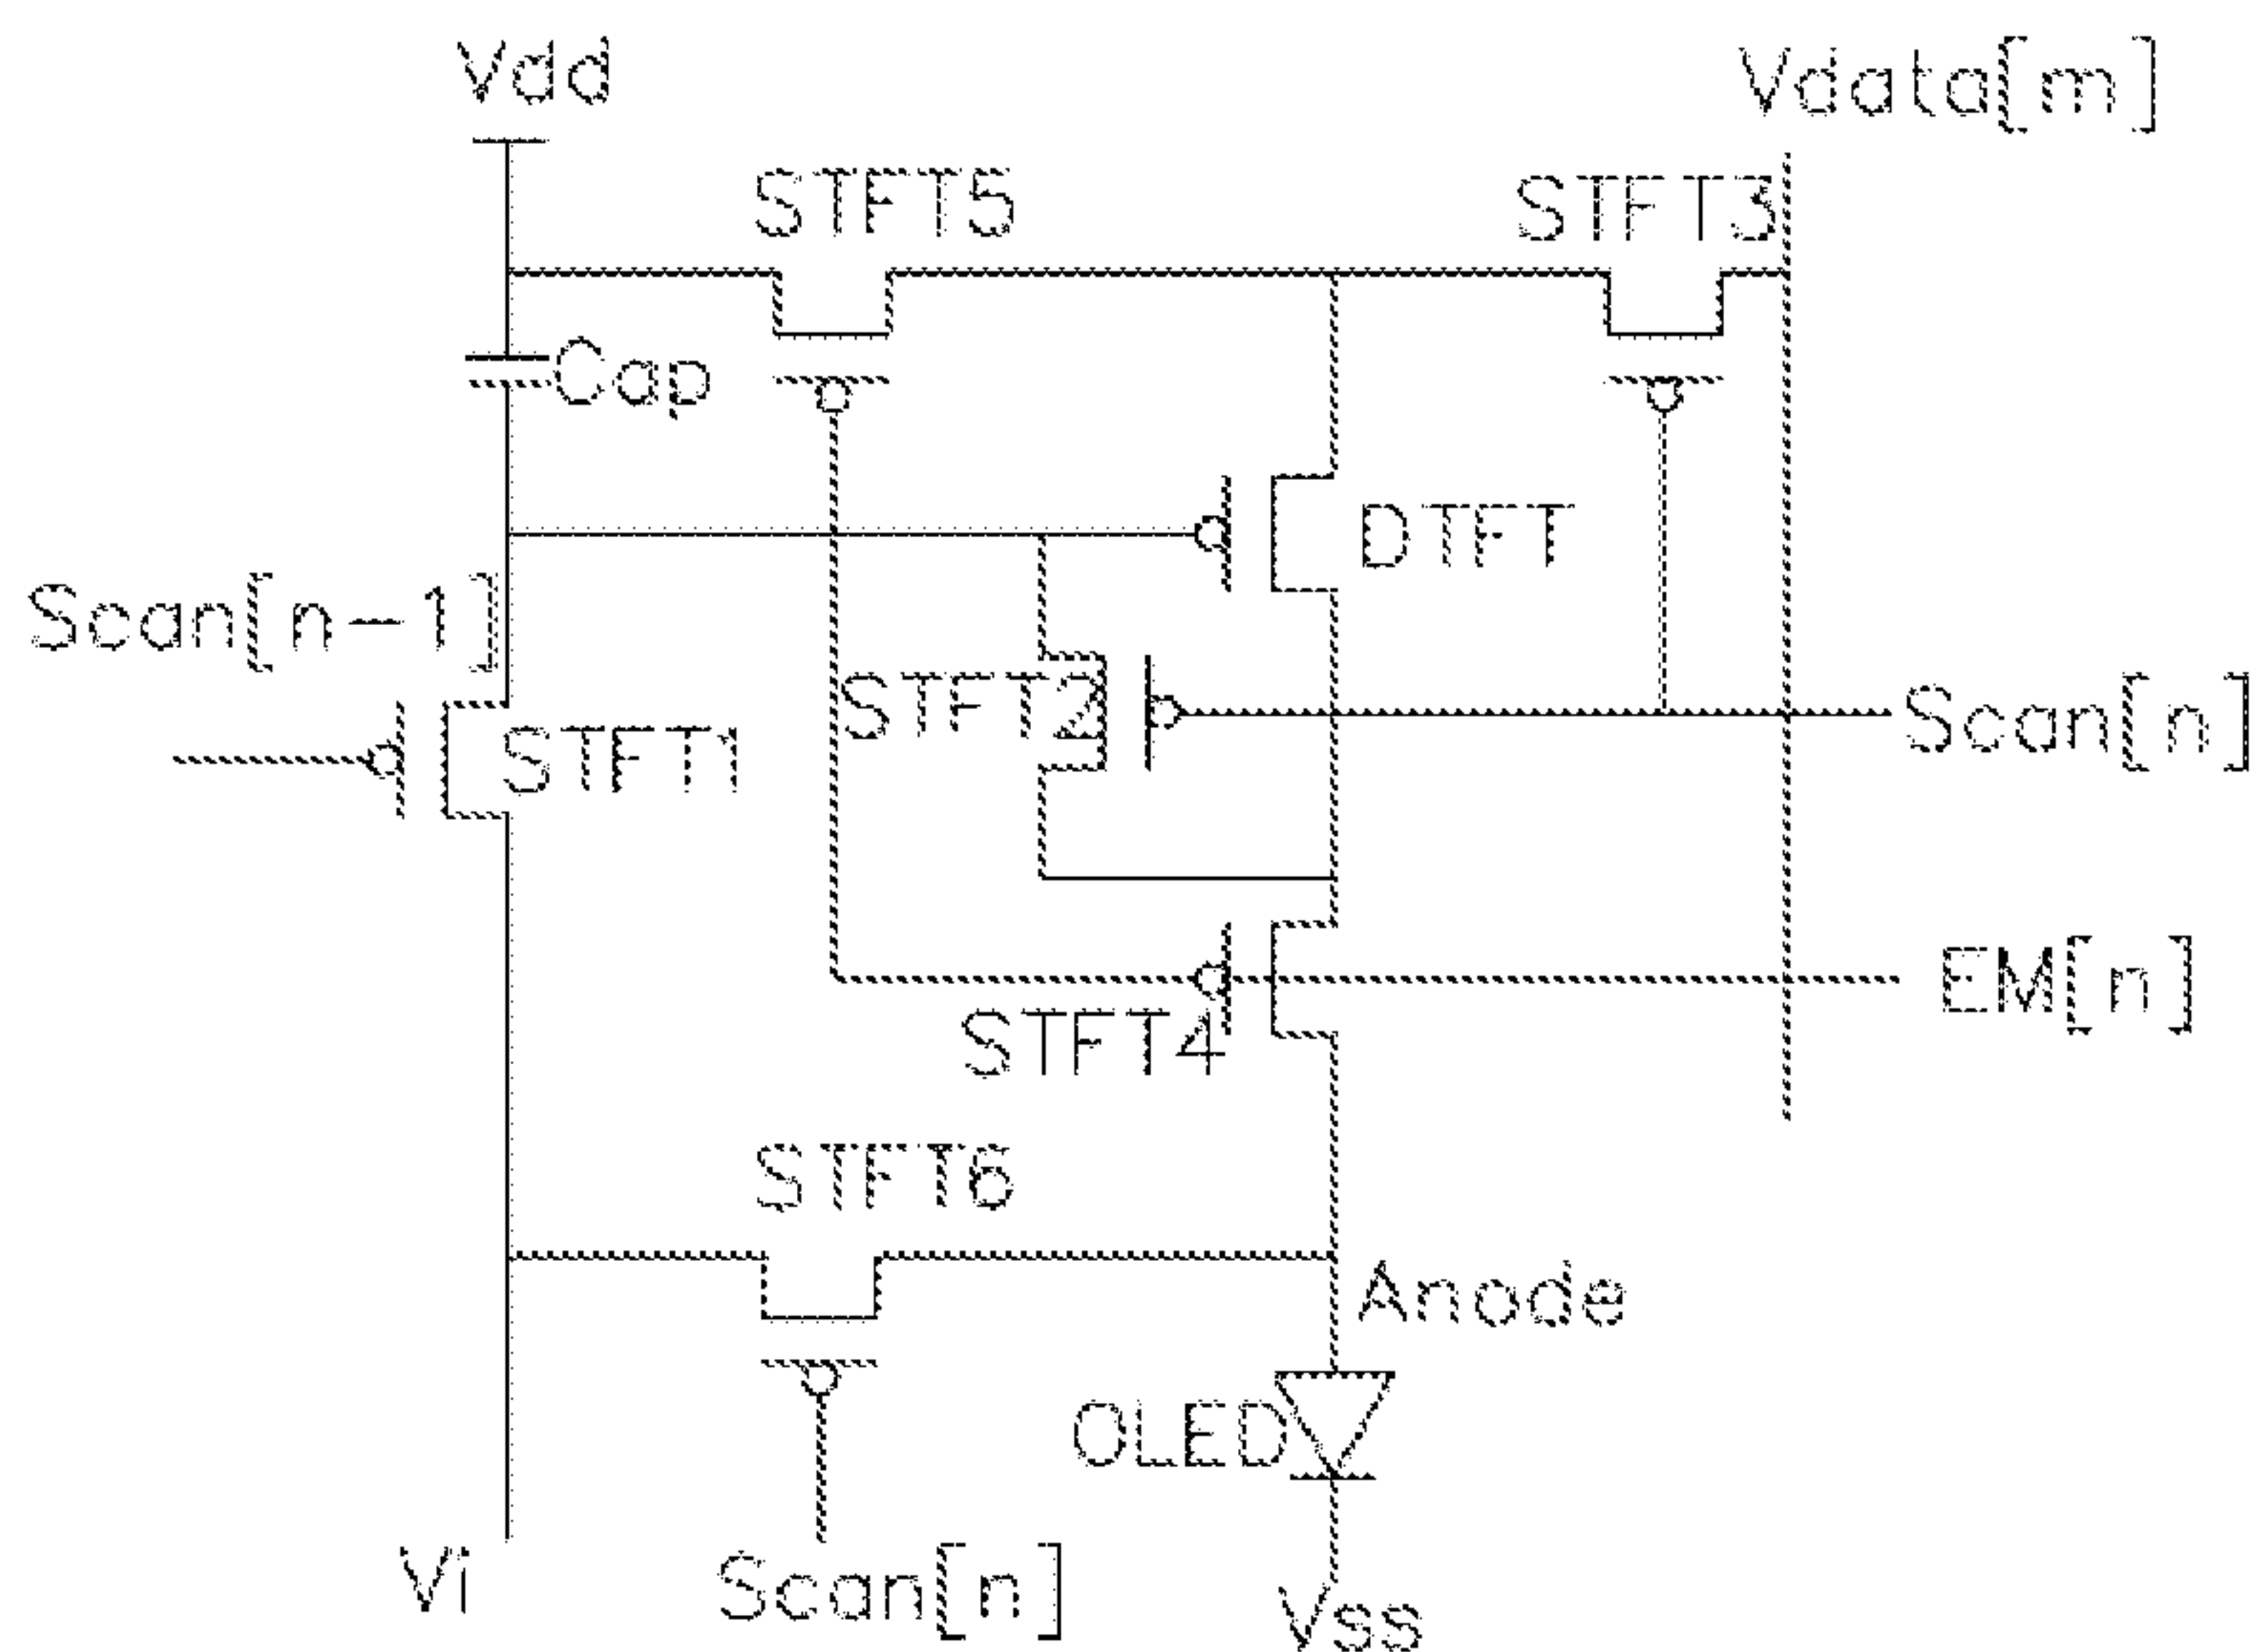 Vdd
Vdata[m]
STFT5
STFT3
Cap
DTFT
Scan[n-1]
STFT2
Scan[n]
STFT1
EM[n]
STFT4
STFT6
Anode
OLED
Vi
Scan[n]
Vss